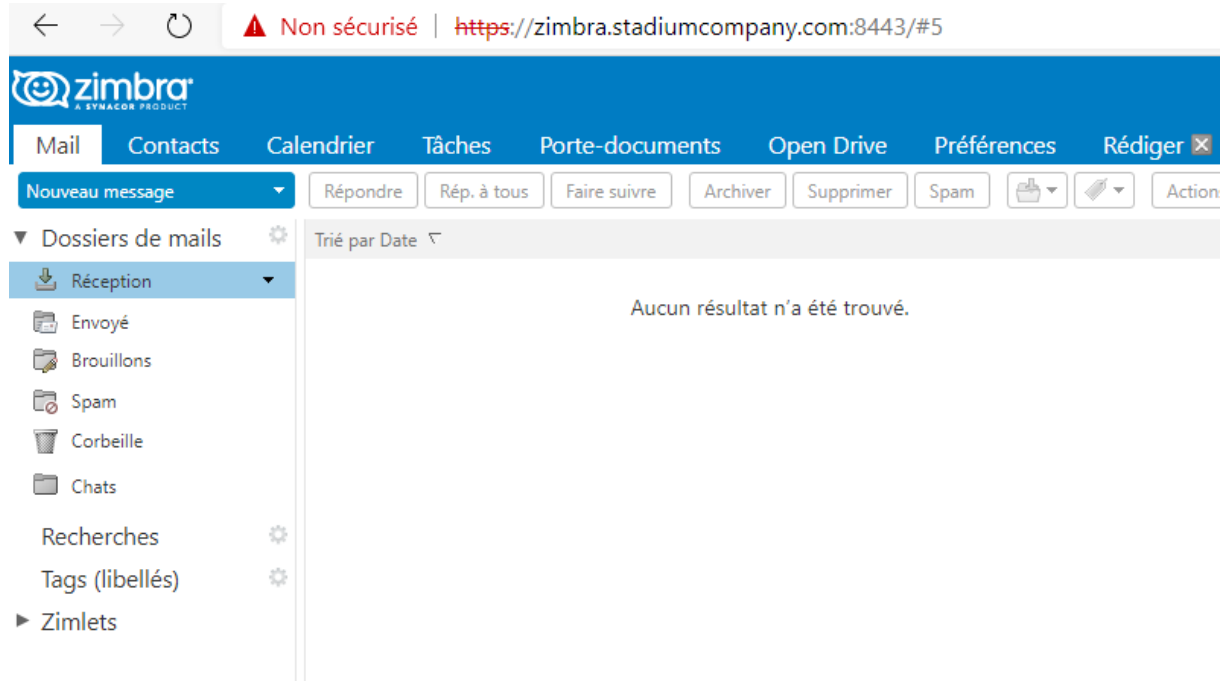 Non sécurisé | https://zimbra.stadiumcompany.com:8443/#5
zimbra
A SYNACOR PRODUCT
Mail Contacts Calendrier Tâches Porte-documents Open Drive Préférences Rédiger
Nouveau message Répondre Rép. à tous Faire suivre Archiver Supprimer Spam Action
Dossiers de mails Trié par Date
Réception
Aucun résultat n'a été trouvé.
Envoyé
Brouillons
Spam
Corbeille
Chats
Recherches
Tags (libellés)
Zimlets